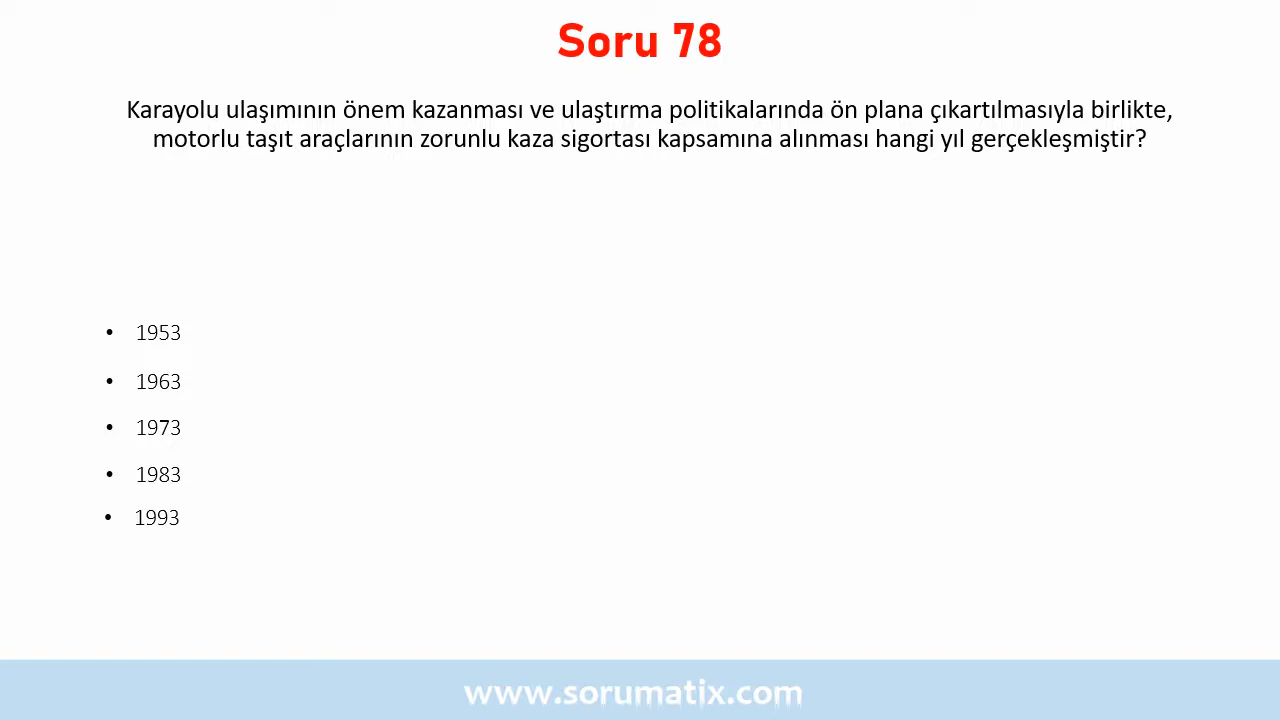 Soru 78
Karayolu ulaşımının önem kazanması ve ulaştırma politikalarında ön plana çıkartılmasıyla birlikte,
motorlu taşıt araçlarının zorunlu kaza sigortası kapsamına alınması hangi yıl gerçekleşmiştir?
• 1953
• 1963
• 1973
• 1983
• 1993
www.sorumatix.com